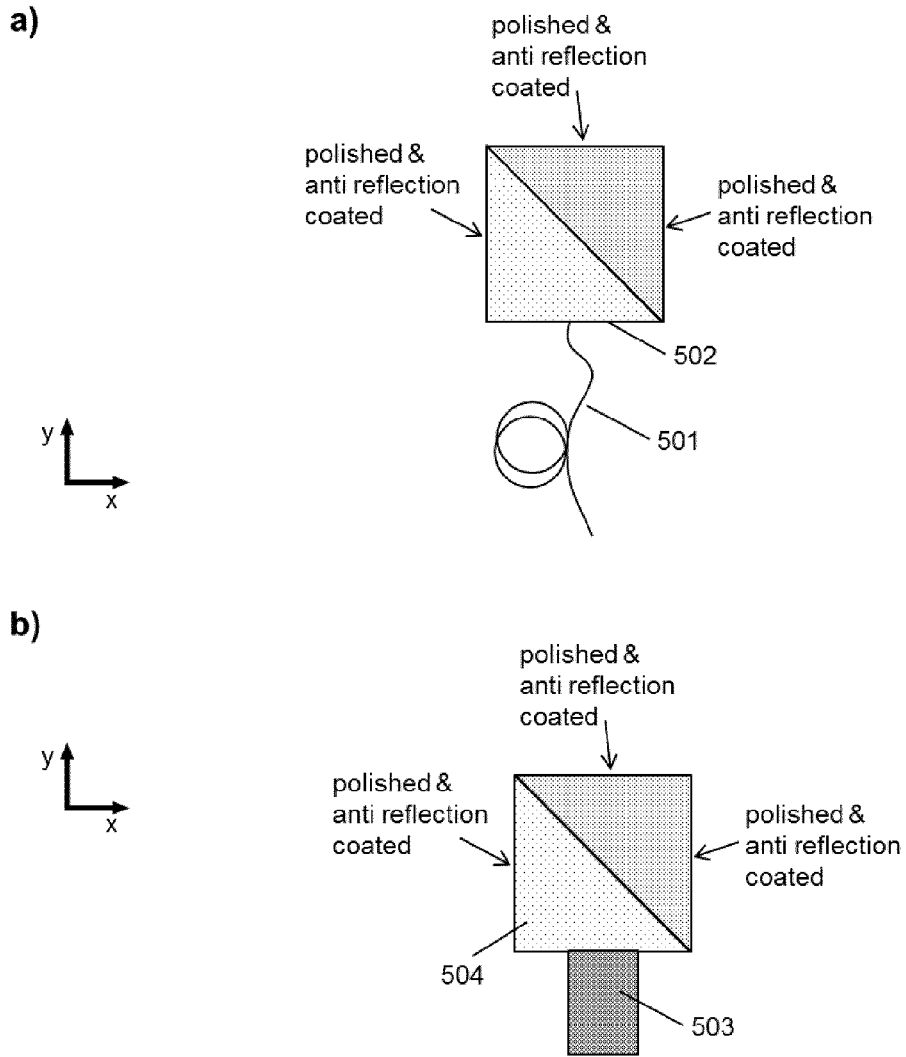 a)
polished &
anti reflection
coated
polished &
anti reflection
coated
polished &
anti reflection
coated
502
501
y
x
b)
polished &
anti reflection
coated
polished &
anti reflection
coated
polished &
anti reflection
coated
y
x
504
503